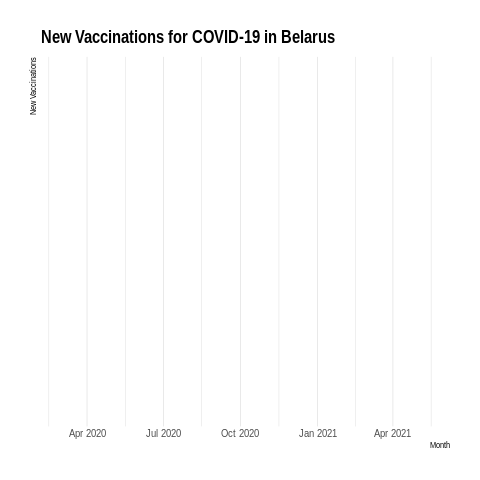 New Vaccinations for COVID-19 in Belarus
New Vaccinations
Apr 2020 Jul 2020 Oct 2020 Jan 2021 Apr 2021
Month